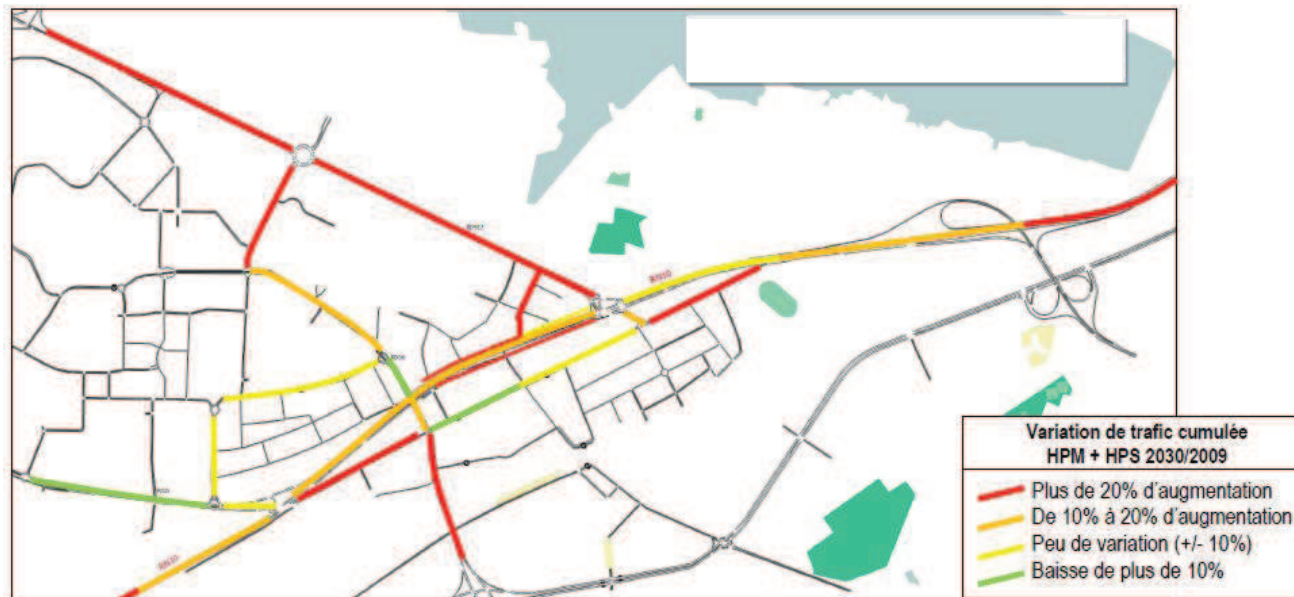 RN10
Variation de trafic cumulée
HPM + HPS 2030/2009
Plus de 20% d'augmentation
De 10% à 20% d'augmentation
Peu de variation (+/- 10%)
Baisse de plus de 10%